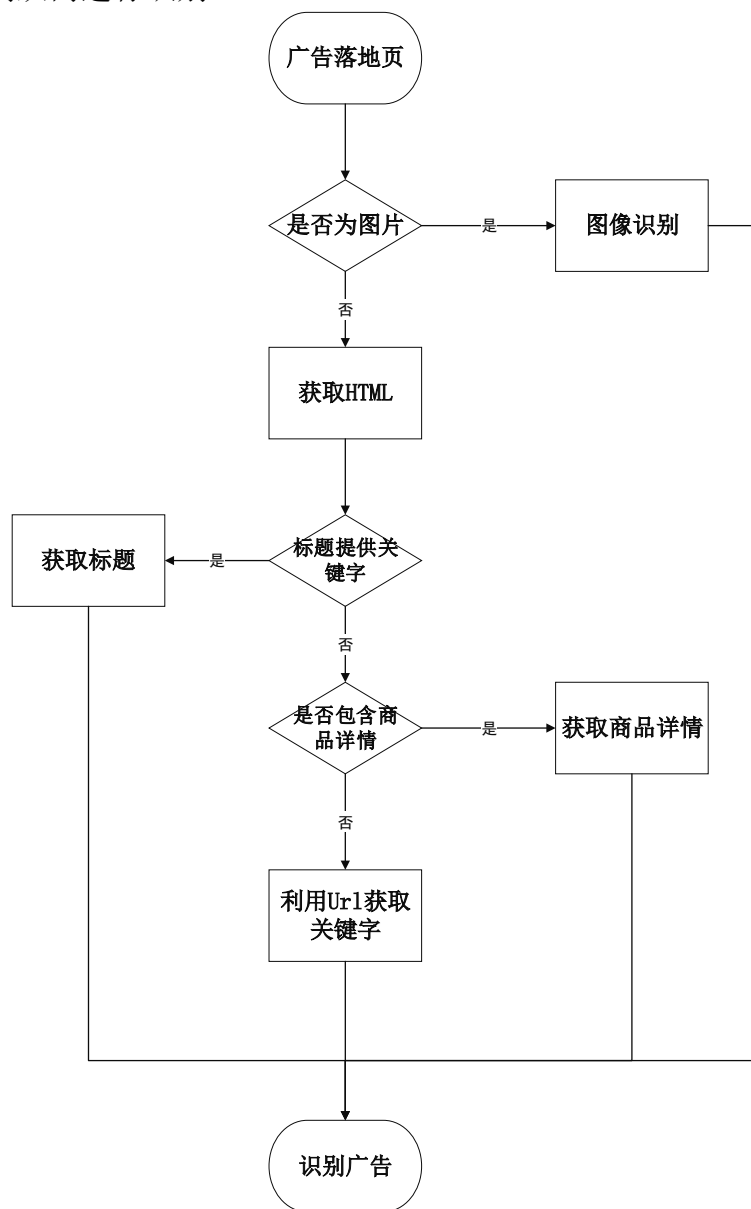 广告落地页
是否为图片
是
图像识别
否
获取HTML
获取标题
是
标题提供关
键字
否
是否包含商
品详情
是
获取商品详情
否
利用Url获取
关键字
识别广告